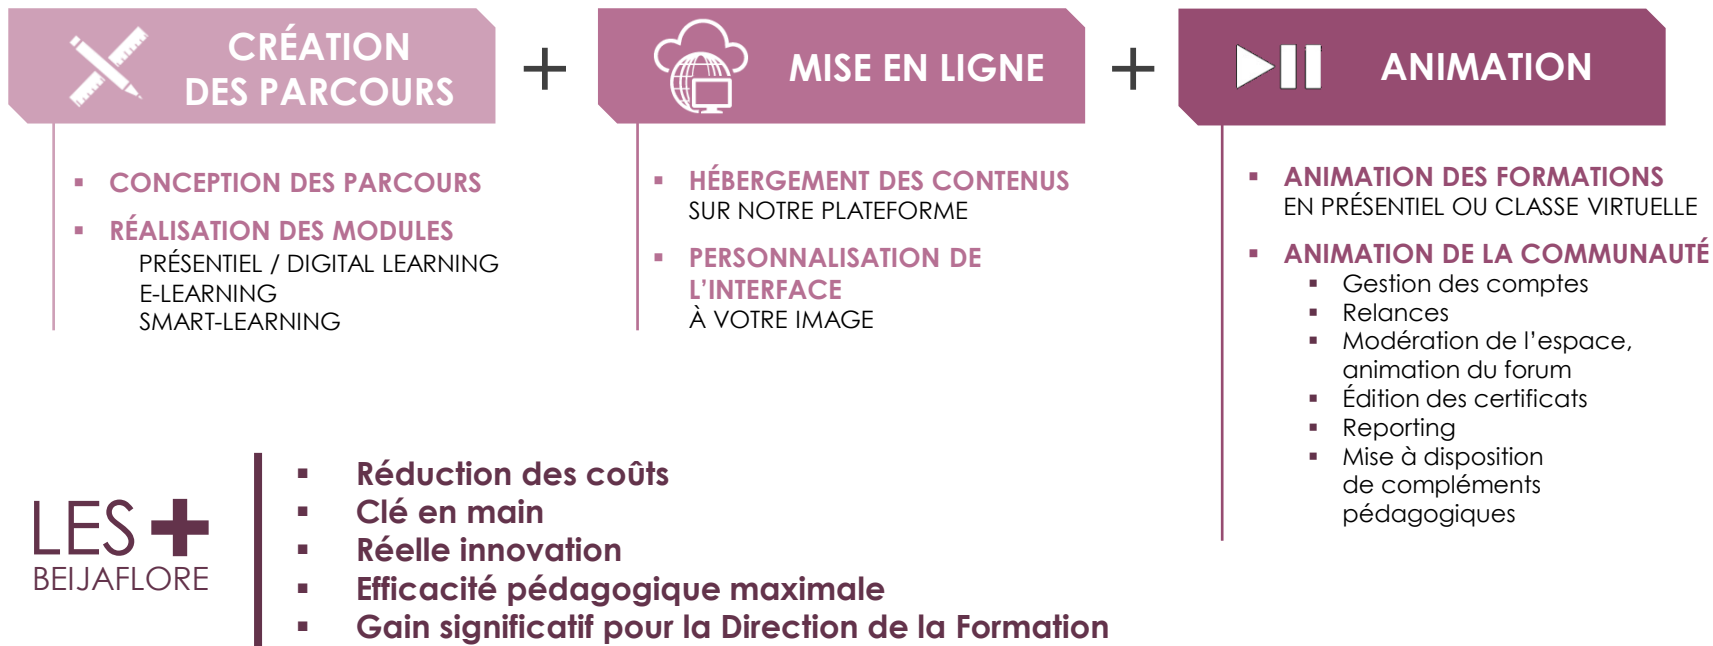 CRÉATION
DES PARCOURS
+
MISE EN LIGNE
+
ANIMATION
▪ CONCEPTION DES PARCOURS
▪ RÉALISATION DES MODULES
PRÉSENTIEL / DIGITAL LEARNING
E-LEARNING
SMART-LEARNING
▪ HÉBERGEMENT DES CONTENUS
SUR NOTRE PLATEFORME
▪ PERSONNALISATION DE
L’INTERFACE
À VOTRE IMAGE
▪ ANIMATION DES FORMATIONS
EN PRÉSENTIEL OU CLASSE VIRTUELLE
▪ ANIMATION DE LA COMMUNAUTÉ
▪ Gestion des comptes
▪ Relances
▪ Modération de l’espace,
animation du forum
▪ Édition des certificats
▪ Reporting
▪ Mise à disposition
de compléments
pédagogiques
LES +
BEIJAFLORE
▪ Réduction des coûts
▪ Clé en main
▪ Réelle innovation
▪ Efficacité pédagogique maximale
▪ Gain significatif pour la Direction de la Formation